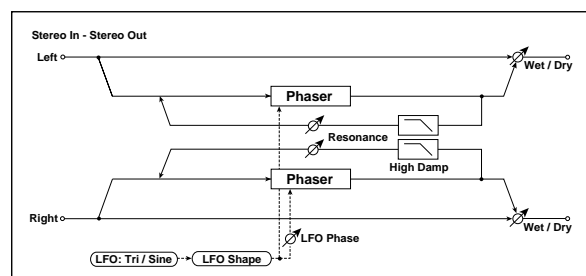 Stereo In - Stereo Out
Left
Wet / Dry
Phaser
Resonance
High Damp
Phaser
Right
Wet / Dry
LFO Phase
LFO: Tri / Sine
LFO Shape